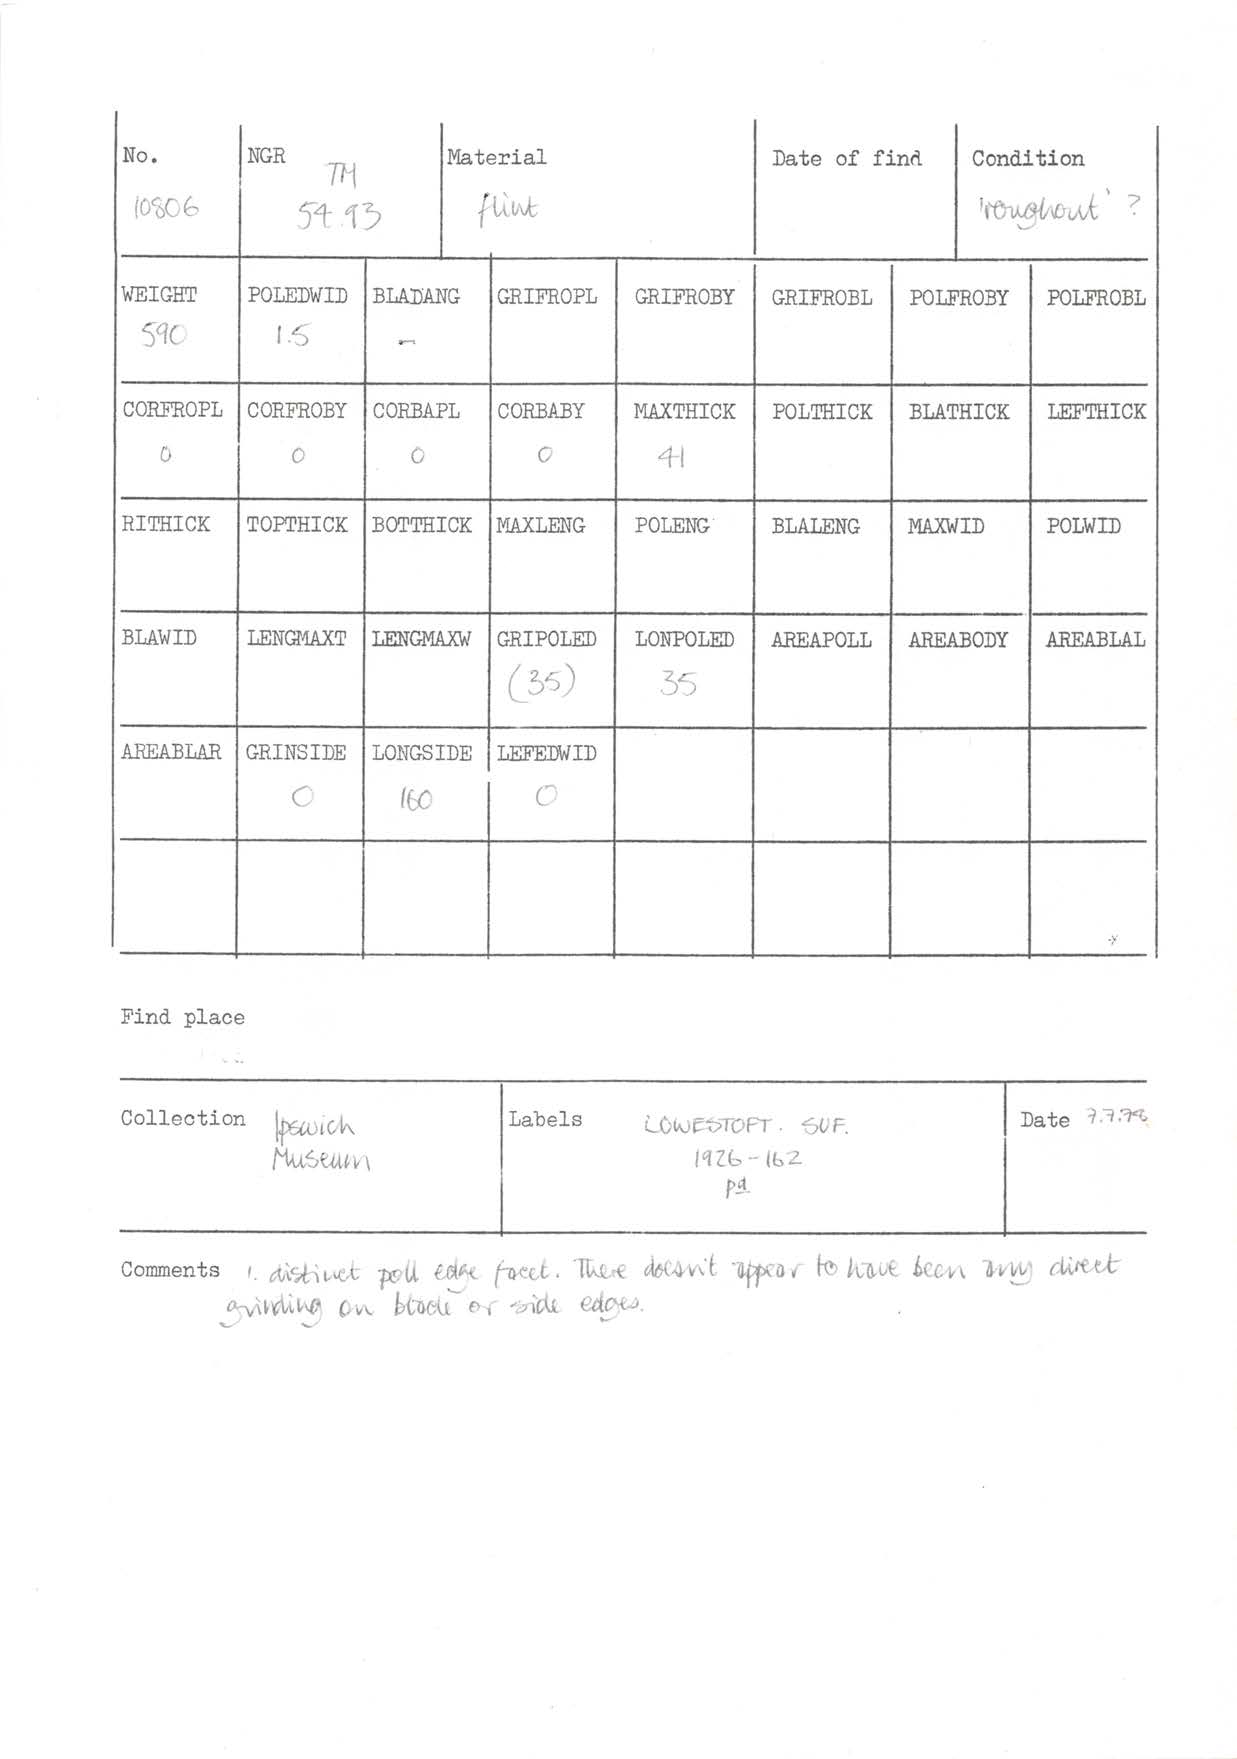 No. NGR Material Date of find Condition
TM
10806 54.93 flint 'roughout' ?
WEIGHT POLEDWID BLADANG GRIFROPL GRIFROBY GRIFROBL POLFROBY POLFROBL
590 1.5 -
CORFROPL CORFROBY CORBAPL CORBABY MAXTHICK POLTHICK BLATHICK LEFTHICK
0 0 0 0 41
RITHICK TOPTHICK BOTTHICK MAXLENG POLENG BLALENG MAXWID POLWID
BLAWID LENGMAXT LENGMAXW GRIPOLED LONPOLED AREAPOLL AREABODY AREABLAL
(35) 35
AREABLAR GRINSIDE LONGSIDE LEFEDWID
0 160 0
Find place
Collection Ipswich Labels LOWESTOFT. SUF. Date 7.7.78
Museum 1926-162
pd
Comments 1. distinct poll edge facet. There doesn't appear to have been any direct
grinding on blade or side edges.